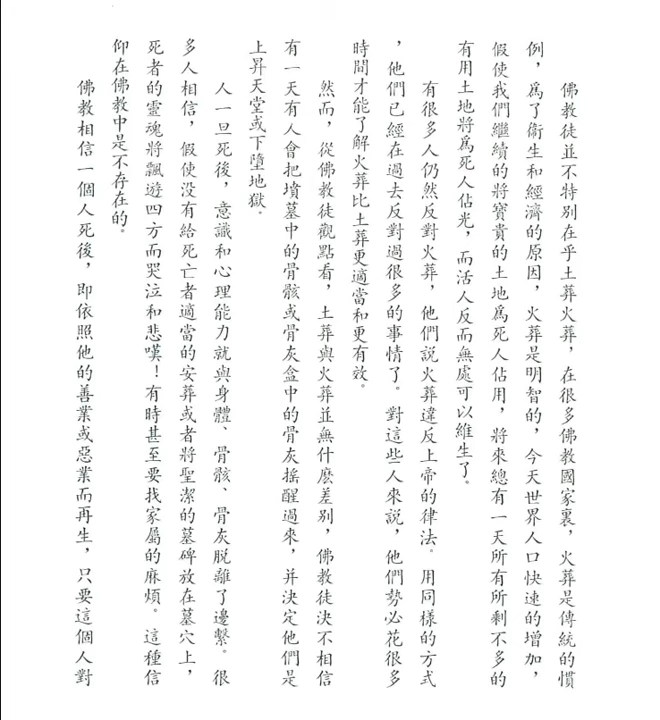 佛教徒並不特別在乎土葬火葬，在很多佛教國家裏，火葬是傳統的慣
例，爲了衞生和經濟的原因，火葬是明智的，今天世界人口快速的增加，
假使我們繼續的將寶貴的土地爲死人佔用，將來總有一天所有所剩不多的
有用土地將爲死人佔光，而活人反而無處可以維生了。
有很多人仍然反對火葬，他們説火葬違反上帝的律法。用同樣的方式
，他們已經在過去反對過很多的事情了。對這些人來説，他們勢必花很多
時間才能了解火葬比土葬更適當和更有效。
然而，從佛教徒觀點看，土葬與火葬並無什麽差別，佛教徒決不相信
有一天有人會把墳墓中的骨骸或骨灰盒中的骨灰摇醒過來，并決定他們是
上昇天堂或下墮地獄。
人一旦死後，意識和心理能力就與身體、骨骸、骨灰脱離了邊繫。很
多人相信，假使没有給死亡者適當的安葬或者將聖潔的墓碑放在墓穴上，
死者的靈魂將飄遊四方而哭泣和悲嘆！有時甚至要找家屬的麻煩。這種信
仰在佛教中是不存在的。
佛教相信一個人死後，即依照他的善業或惡業而再生，只要這個人對